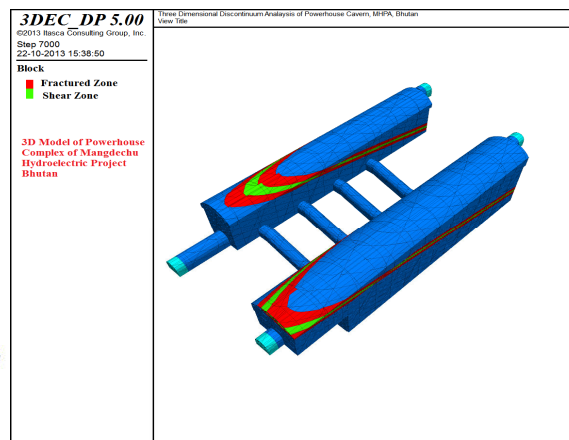 3DEC_DP 5.00
©2013 Itasca Consulting Group, Inc.
Step 7000
22-10-2013 15:38:50
Block
Fractured Zone
Shear Zone
3D Model of Powerhouse
Complex of Mangdechu
Hydroelectric Project
Bhutan
Three Dimensional Discontinuum Analaysis of Powerhouse Cavern, MHPA, Bhutan
View Title